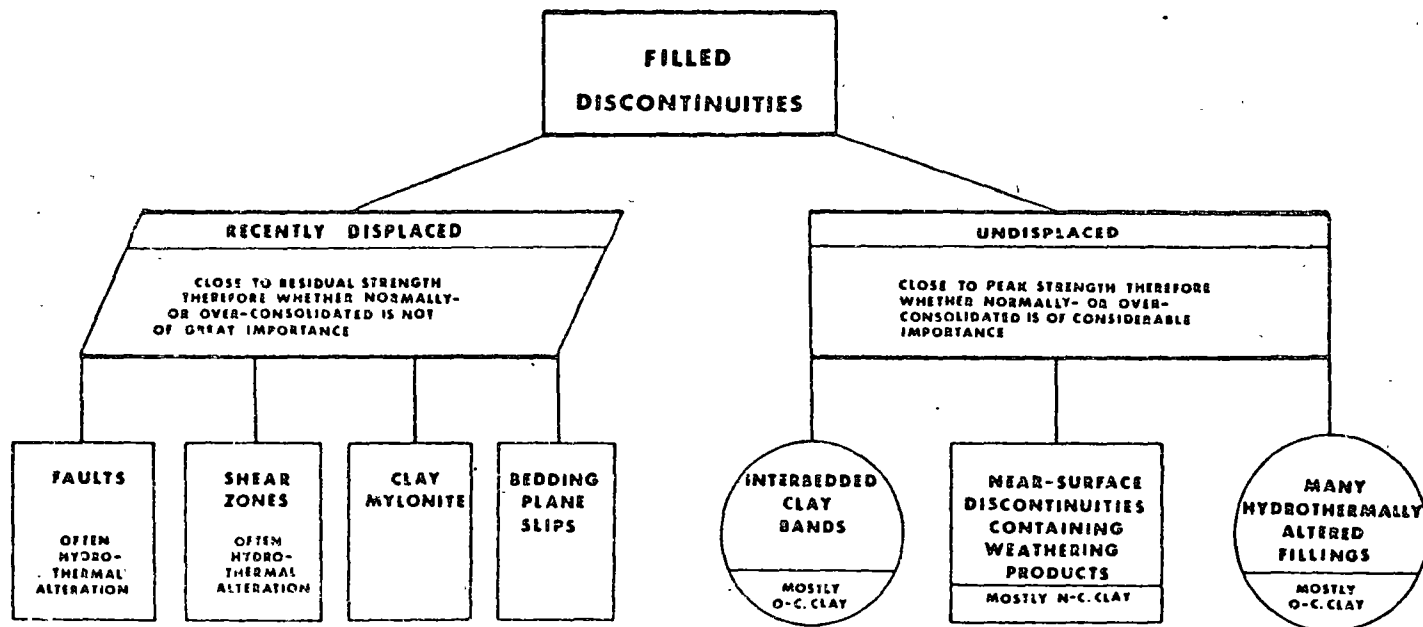 FILLED
DISCONTINUITIES
RECENTLY DISPLACED
CLOSE TO RESIDUAL STRENGTH
THEREFORE WHETHER NORMALLY-
OR OVER-CONSOLIDATED IS NOT
OF GREAT IMPORTANCE
UNDISPLACED
CLOSE TO PEAK STRENGTH THEREFORE
WHETHER NORMALLY- OR OVER-
CONSOLIDATED IS OF CONSIDERABLE
IMPORTANCE
FAULTS
OFTEN
HYDRO-
THERMAL
ALTERATION
SHEAR
ZONES
OFTEN
HYDRO-
THERMAL
ALTERATION
CLAY
MYLONITE
BEDDING
PLANE
SLIPS
INTERBEDDED
CLAY
BANDS
MOSTLY
O-C. CLAY
NEAR-SURFACE
DISCONTINUITIES
CONTAINING
WEATHERING
PRODUCTS
MOSTLY N-C. CLAY
MANY
HYDROTHERMALLY
ALTERED
FILLINGS
MOSTLY
O-C. CLAY